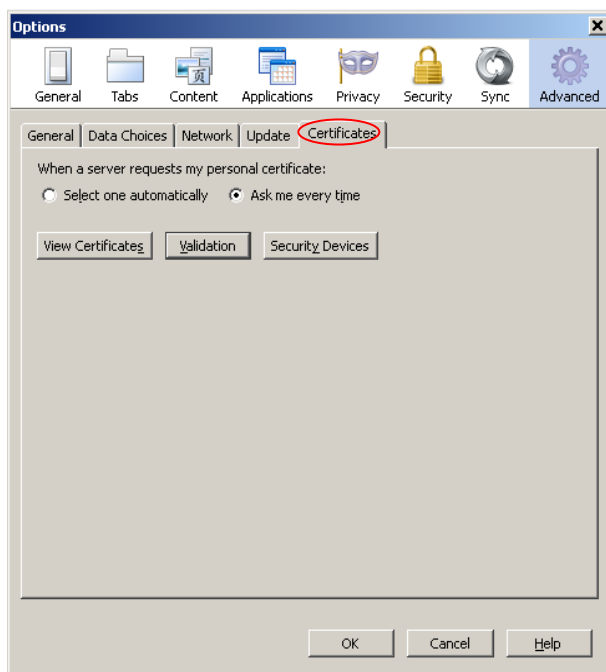 Options
General Tabs Content Applications Privacy Security Sync Advanced
General Data Choices Network Update Certificates
When a server requests my personal certificate:
Select one automatically Ask me every time
View Certificates Validation Security Devices
OK Cancel Help